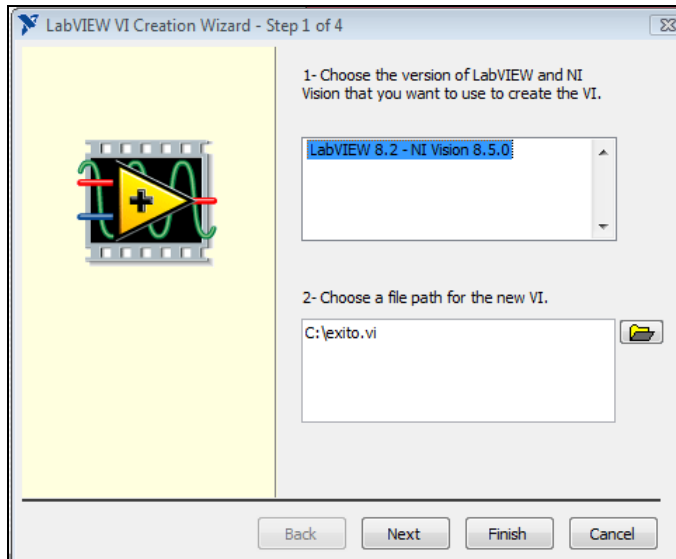 LabVIEW VI Creation Wizard - Step 1 of 4
1- Choose the version of LabVIEW and NI
Vision that you want to use to create the VI.
LabVIEW 8.2 - NI Vision 8.5.0
2- Choose a file path for the new VI.
C:\exito.vi
Back Next Finish Cancel